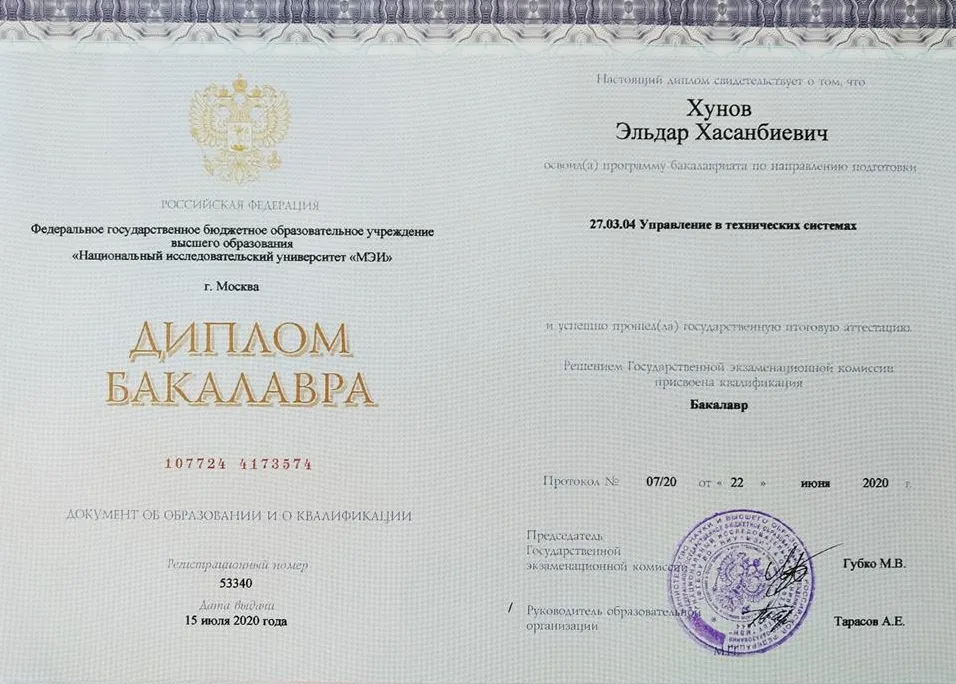 РОССИЙСКАЯ ФЕДЕРАЦИЯ
Федеральное государственное бюджетное образовательное учреждение
высшего образования
«Национальный исследовательский университет «МЭИ»
г. Москва
ДИПЛОМ
БАКАЛАВРА
107724 4173574
ДОКУМЕНТ ОБ ОБРАЗОВАНИИ И О КВАЛИФИКАЦИИ
Регистрационный номер
53340
Дата выдачи
15 июля 2020 года
Настоящий диплом свидетельствует о том, что
Хунов
Эльдар Хасанбиевич
освоил(а) программу бакалавриата по направлению подготовки
27.03.04 Управление в технических системах
и успешно прошел(ла) государственную итоговую аттестацию.
Решением Государственной экзаменационной комиссии
присвоена квалификация
Бакалавр
Протокол № 07/20 от « 22 » июня 2020 г.
Председатель
Государственной
экзаменационной комиссии Губко М.В.
/ Руководитель образовательной
организации Тарасов А.Е.
М.П.